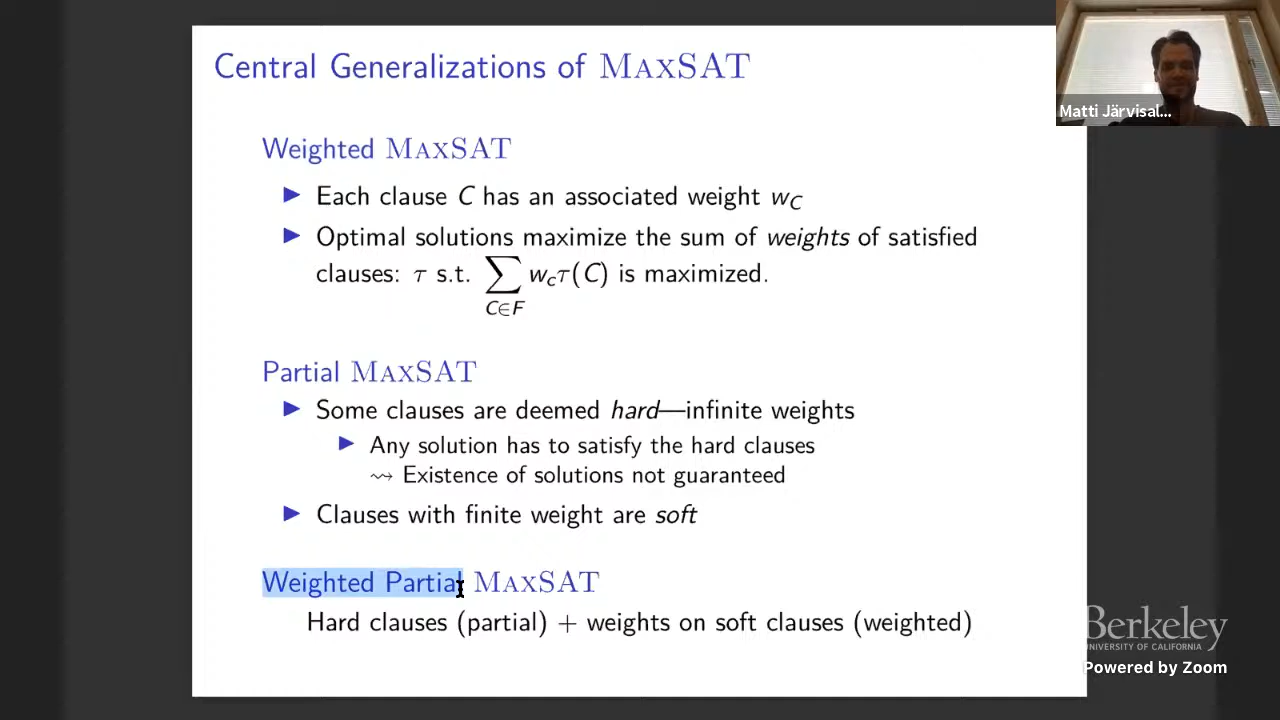 Central Generalizations of MAXSAT
Matti Järvisal...
Weighted MAXSAT
▶ Each clause C has an associated weight w_C
▶ Optimal solutions maximize the sum of weights of satisfied
clauses: τ s.t. ∑ w_c τ(C) is maximized.
C∈F
Partial MAXSAT
▶ Some clauses are deemed hard—infinite weights
▶ Any solution has to satisfy the hard clauses
⇝ Existence of solutions not guaranteed
▶ Clauses with finite weight are soft
Weighted Partial MAXSAT
Hard clauses (partial) + weights on soft clauses (weighted)
Berkeley
UNIVERSITY OF CALIFORNIA
Powered by Zoom